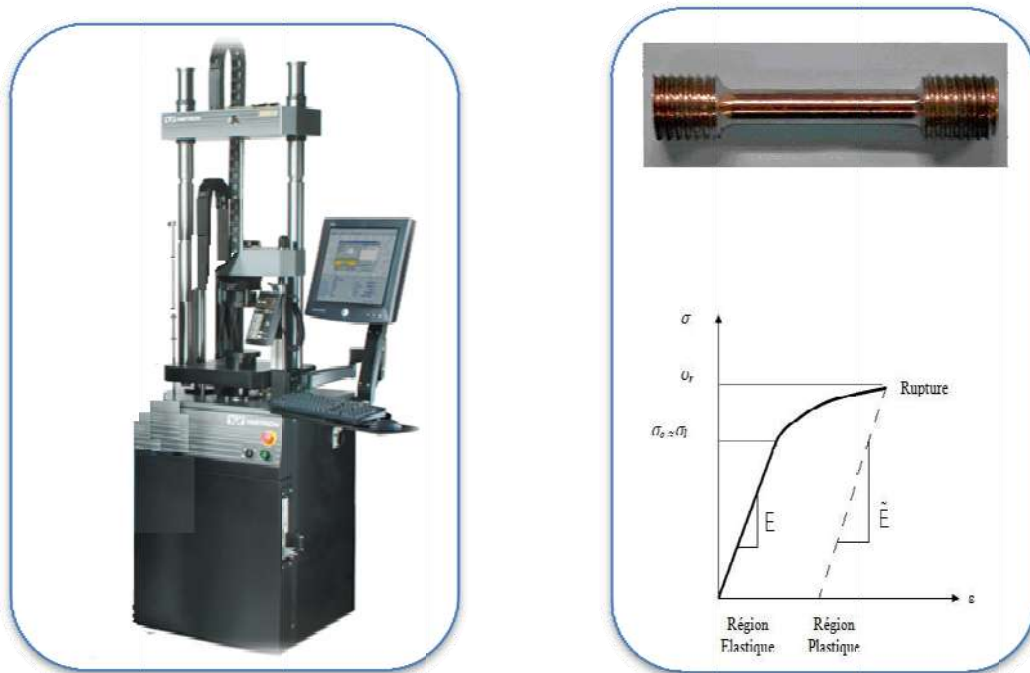 σ
σr
Rupture
σe ≈ σl
E
Ẽ
ε
Région
Elastique
Région
Plastique